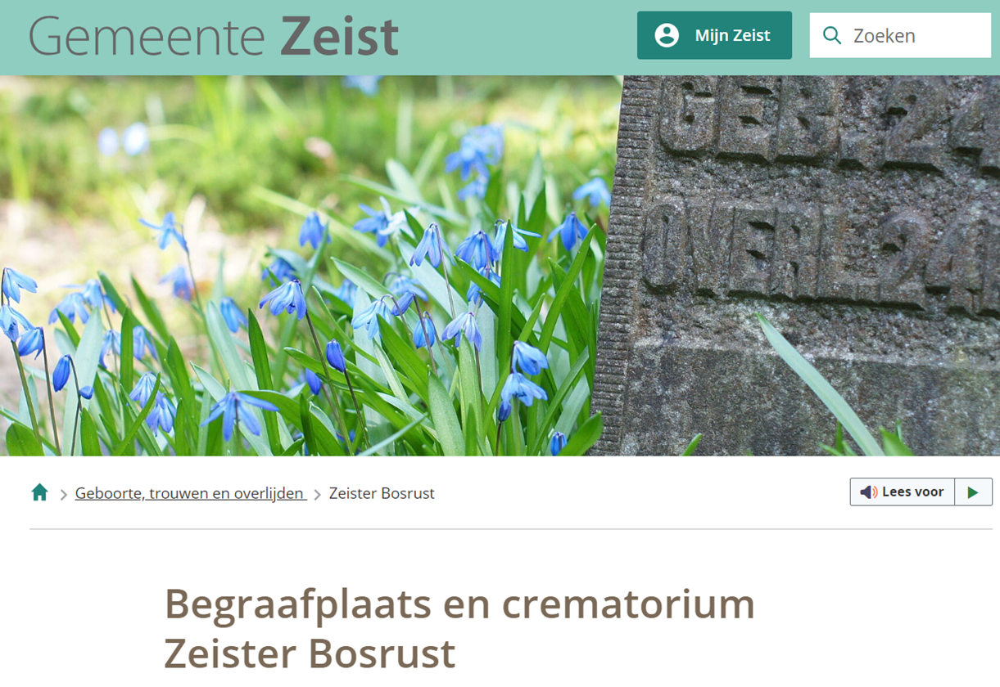 Gemeente Zeist
Mijn Zeist
Zoeken
GEB. 24
OVERL. 24
Geboorte, trouwen en overlijden
Zeister Bosrust
Lees voor
Begraafplaats en crematorium
Zeister Bosrust